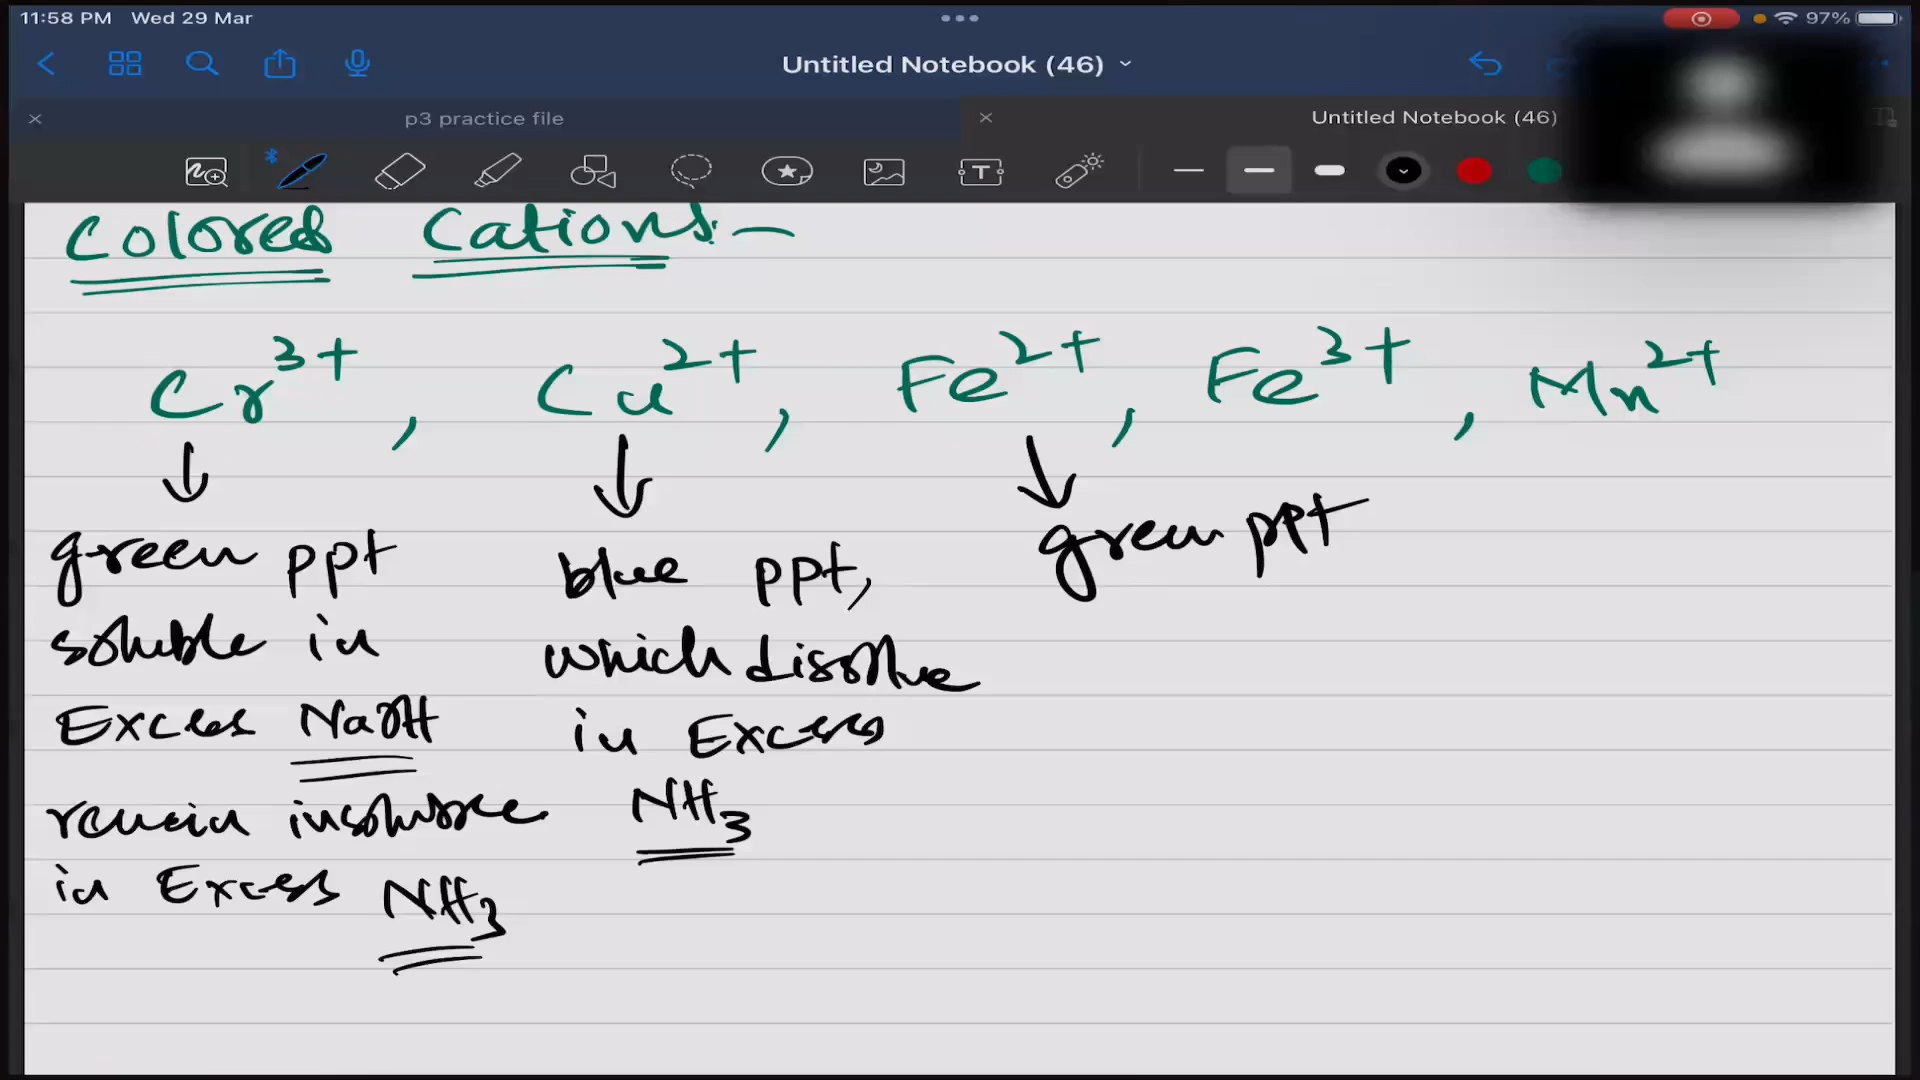 11:58 PM Wed 29 Mar
97%
Untitled Notebook (46)
p3 practice file
Untitled Notebook (46)
Colored Cations:-
Cr3+, Cu2+, Fe2+, Fe3+, Mn2+
green ppt
soluble in
Excess NaOH
remain insoluble
in Excess NH3
blue ppt,
which dissolve
in Excess
NH3
green ppt